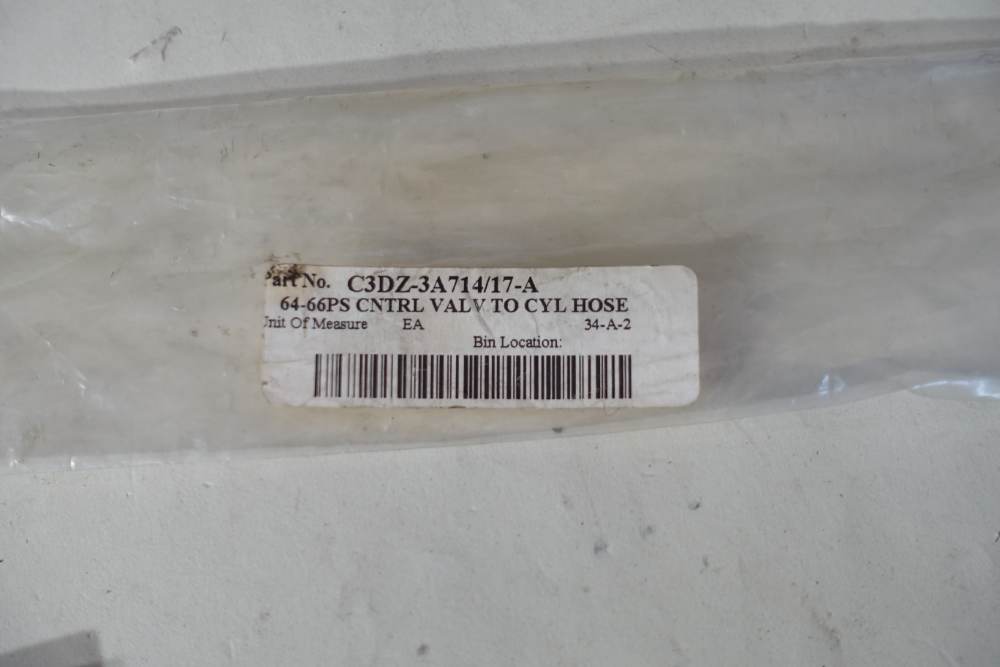 Part No. C3DZ-3A714/17-A
64-66PS CNTRL VALV TO CYL HOSE
Unit Of Measure EA 34-A-2
Bin Location: